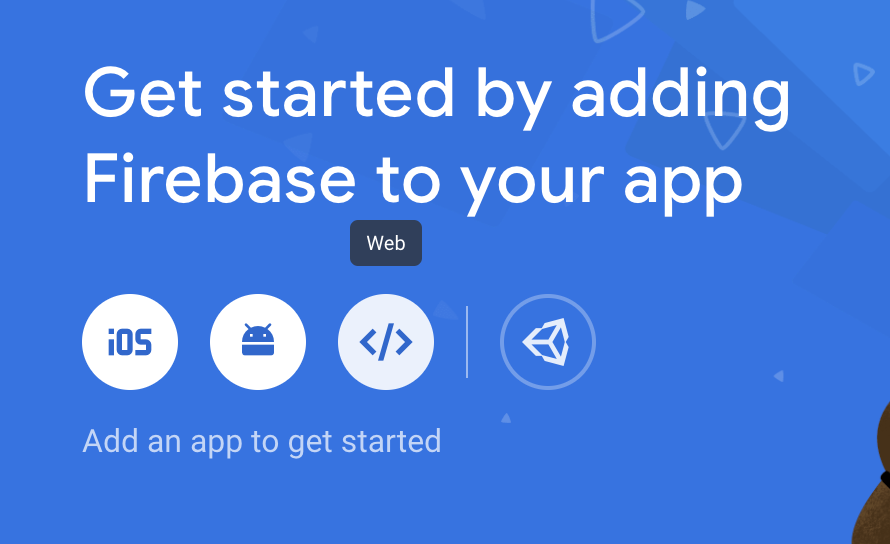 Get started by adding
Firebase to your app
Web
iOS
</>
Add an app to get started